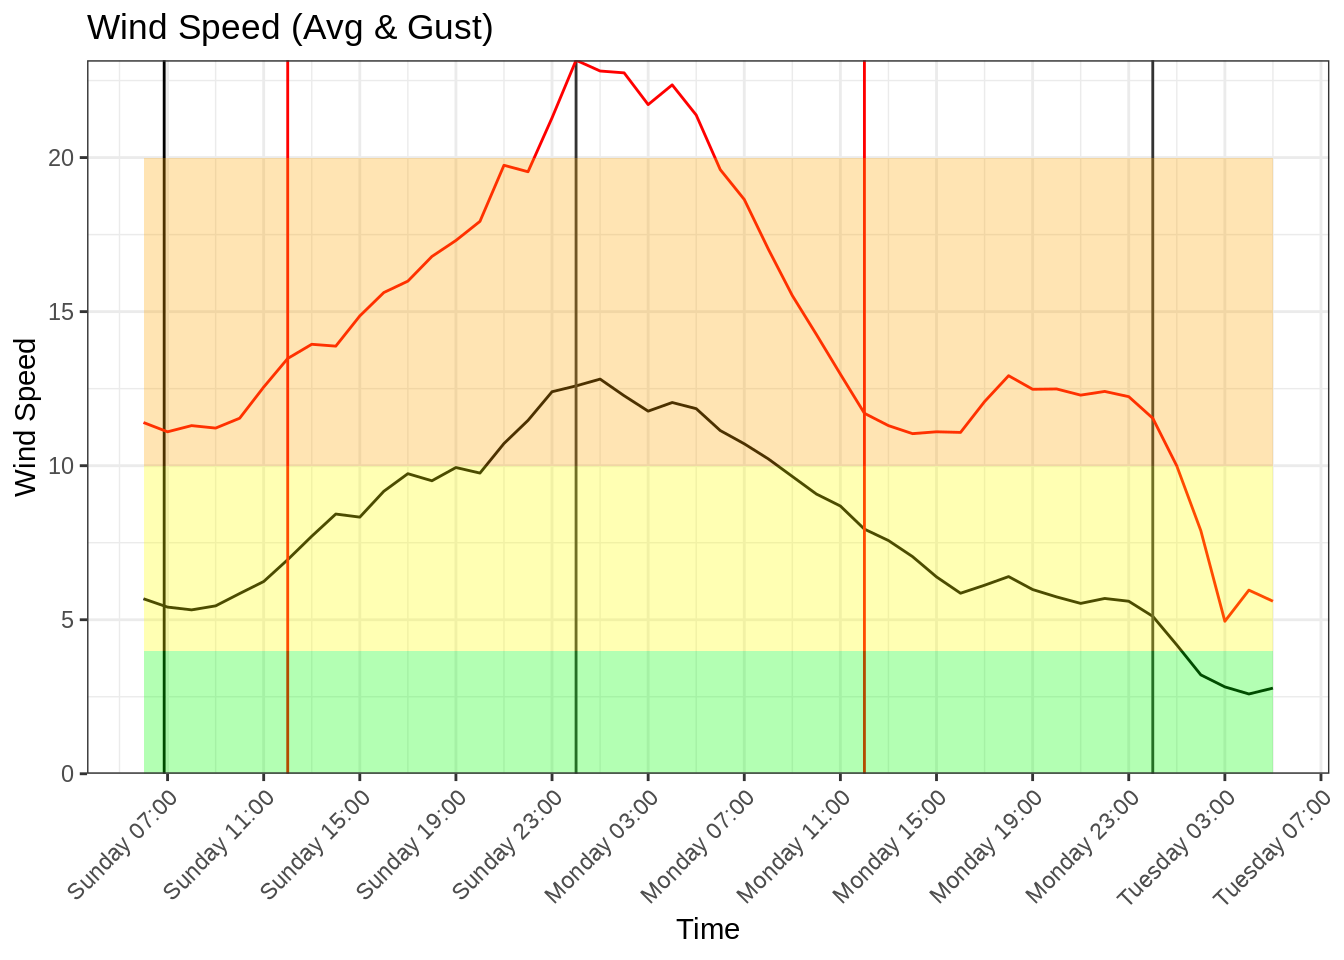 Wind Speed (Avg & Gust)
Wind Speed
20
15
10
5
0
Sunday 07:00
Sunday 11:00
Sunday 15:00
Sunday 19:00
Sunday 23:00
Monday 03:00
Monday 07:00
Monday 11:00
Monday 15:00
Monday 19:00
Monday 23:00
Tuesday 03:00
Tuesday 07:00
Time